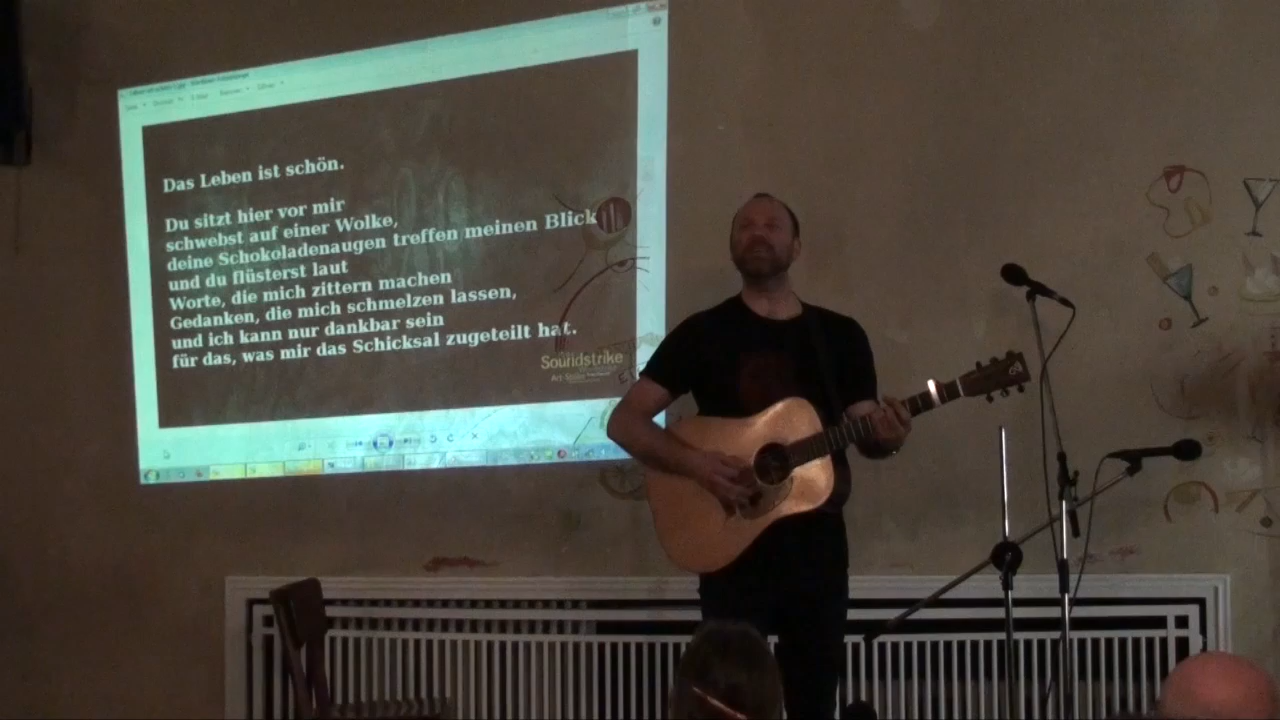 Das Leben ist schön.
Du sitzt hier vor mir
schwebst auf einer Wolke,
deine Schokoladenaugen treffen meinen Blick
und du flüsterst laut
Worte, die mich zittern machen
Gedanken, die mich schmelzen lassen,
und ich kann nur dankbar sein
für das, was mir das Schicksal zugeteilt hat.
Soundstrike